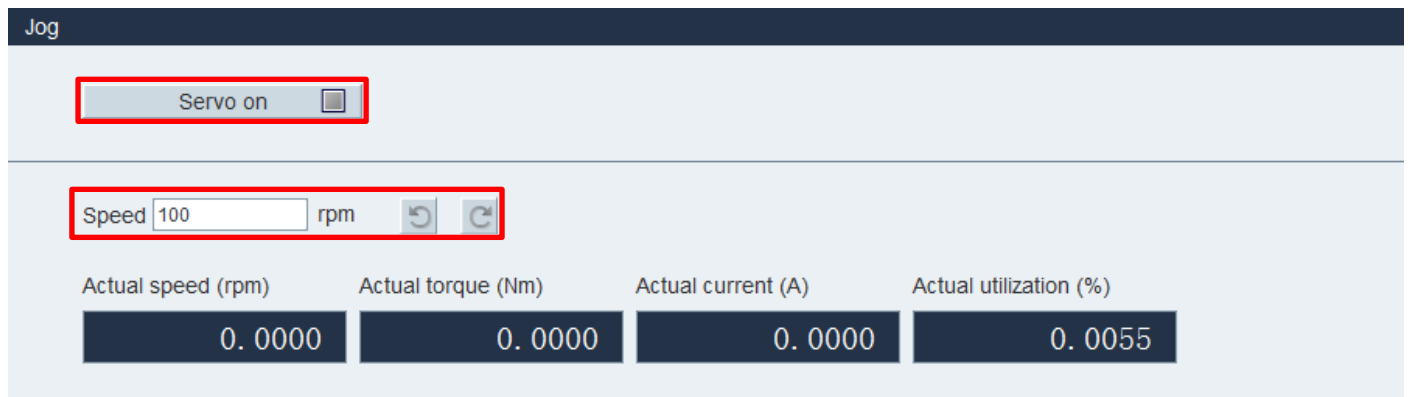 Jog
Servo on
Speed 100 rpm
Actual speed (rpm) Actual torque (Nm) Actual current (A) Actual utilization (%)
0.0000 0.0000 0.0000 0.0055